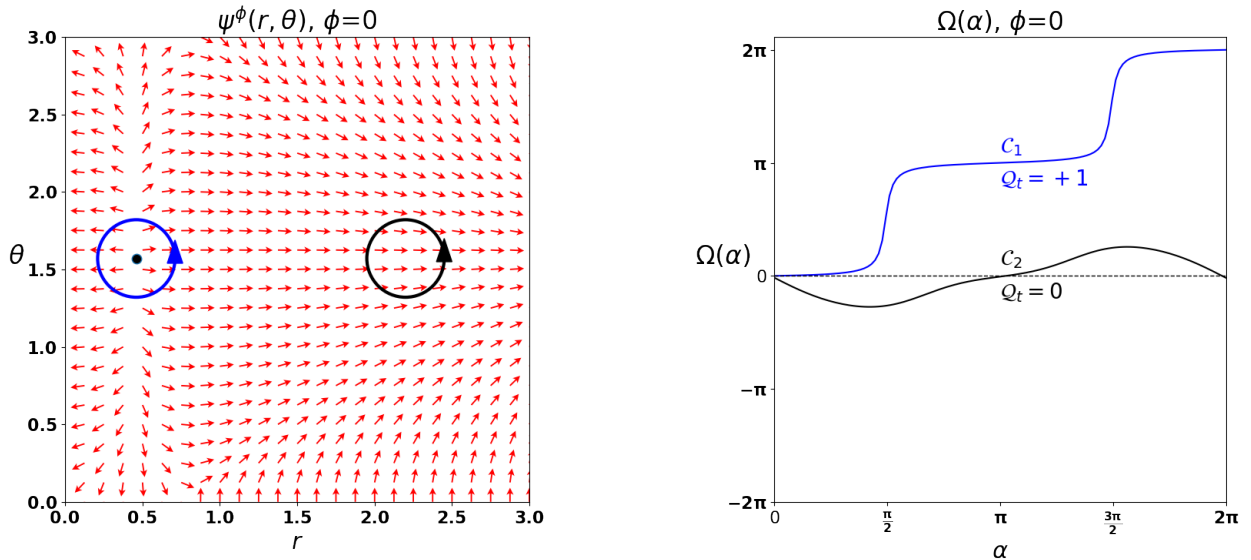 ψ^ϕ(r, θ), ϕ=0
3.0
2.5
2.0
θ
1.5
1.0
0.5
0.0
0.0 0.5 1.0 1.5 2.0 2.5 3.0
r
Ω(α), ϕ=0
2π
π
Ω(α)
0
−π
−2π
𝒞₁
𝒬ₜ = +1
𝒞₂
𝒬ₜ = 0
0 π/2 π 3π/2 2π
α